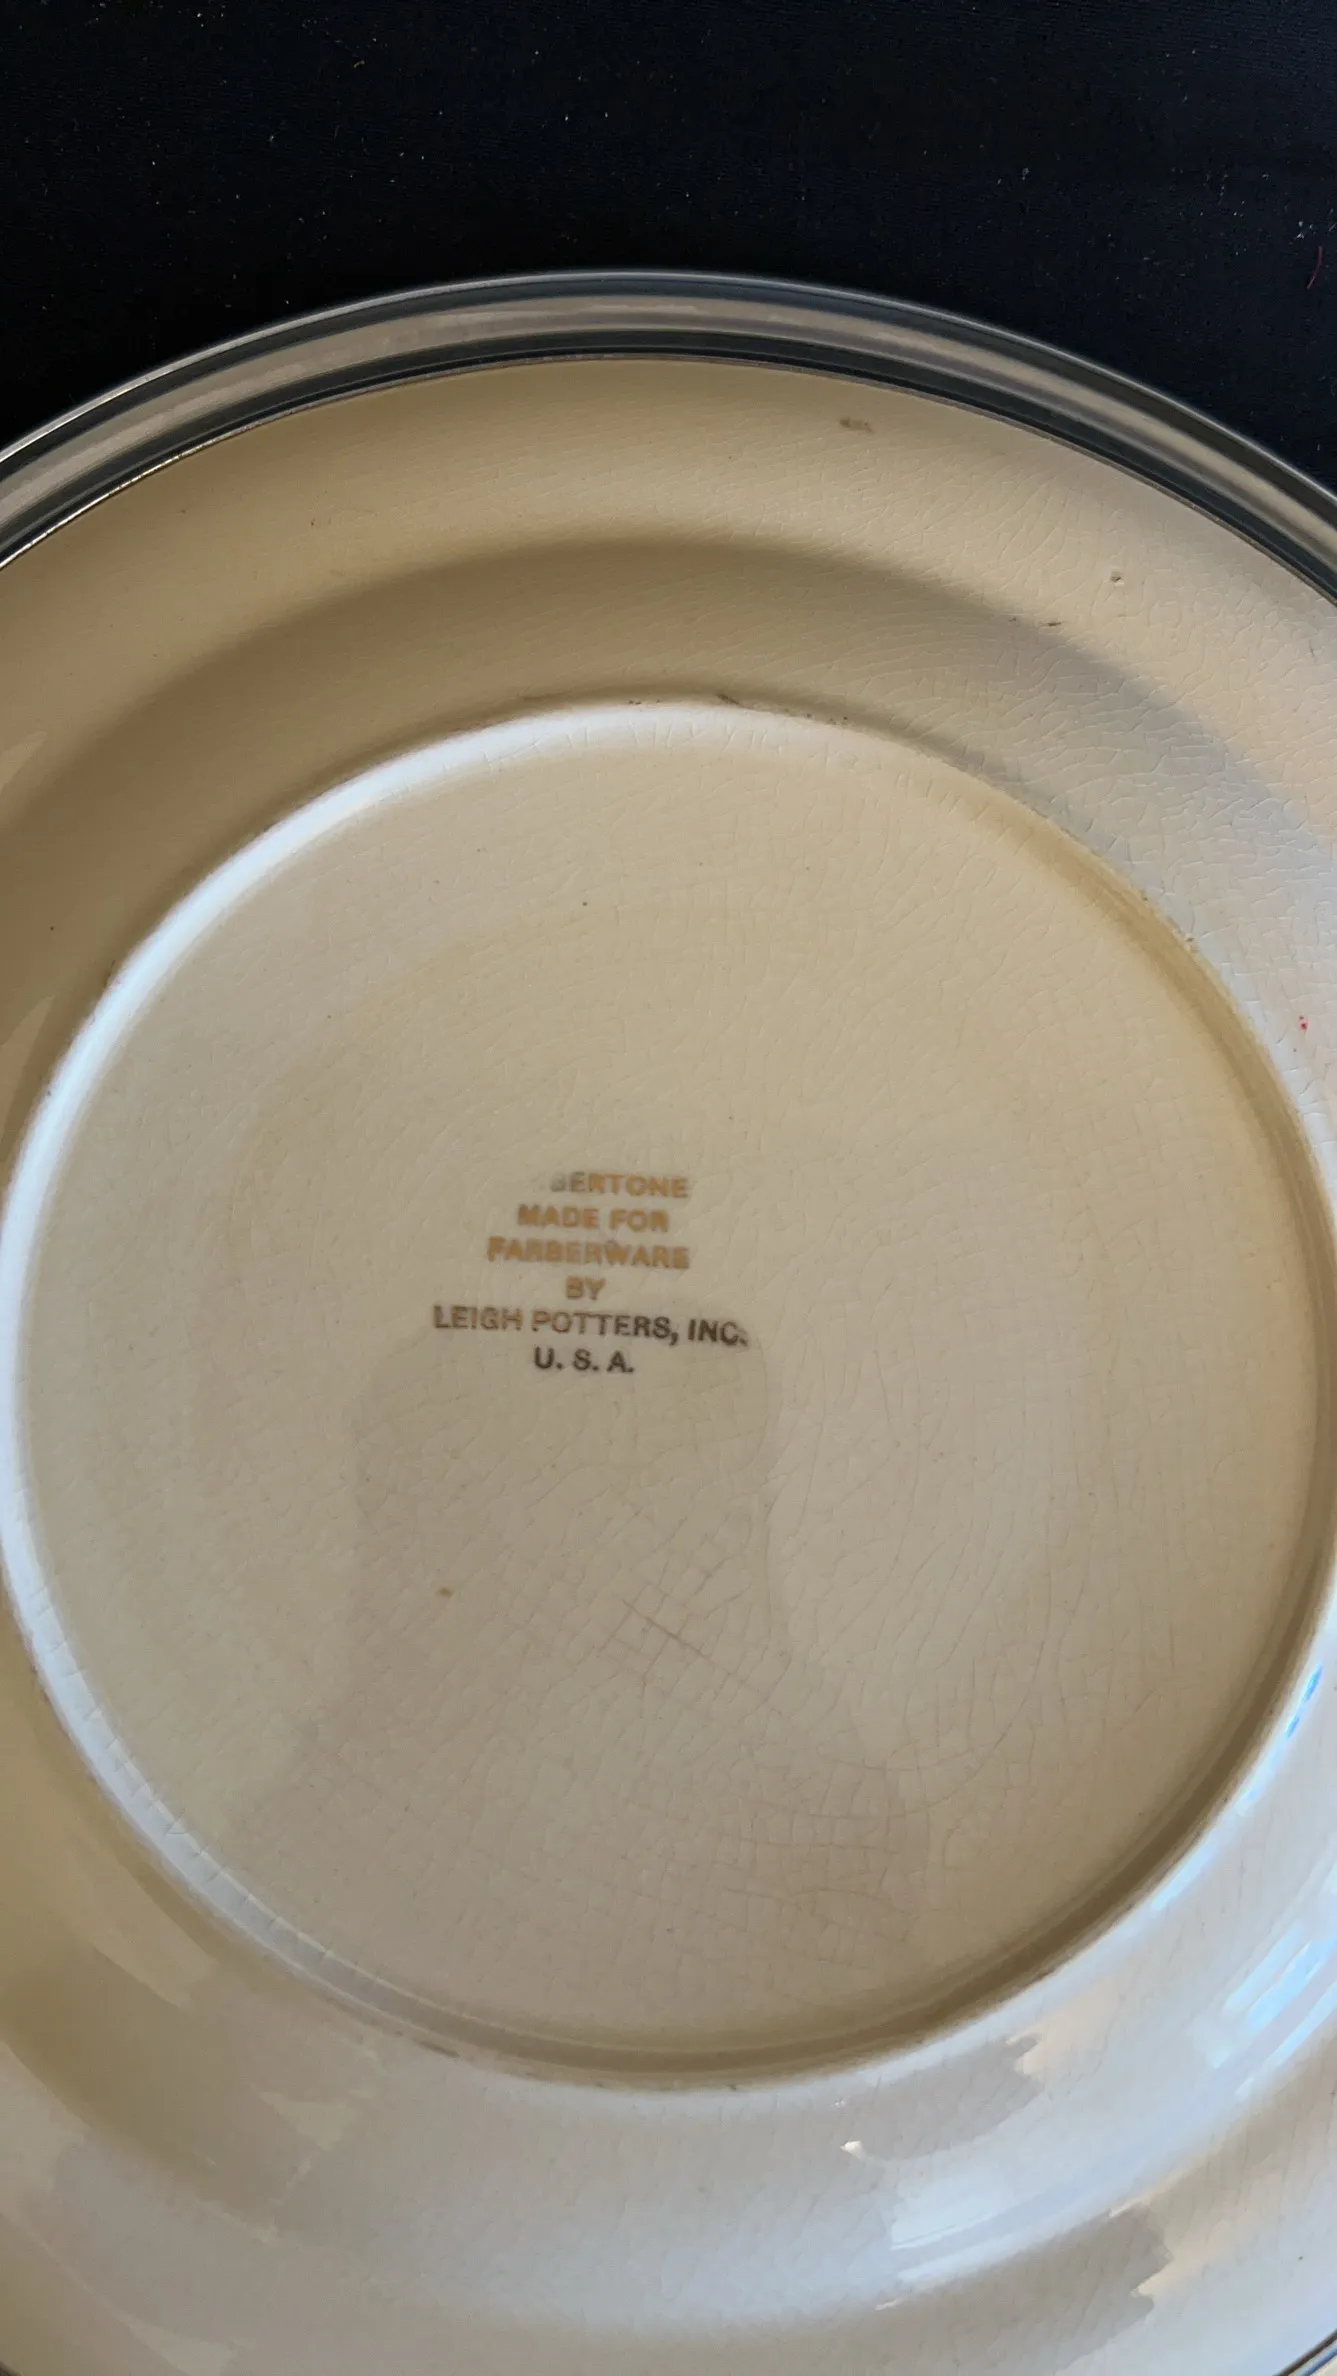 BERTONE
MADE FOR
FARBERWARE
BY
LEIGH POTTERS, INC.
U. S. A.